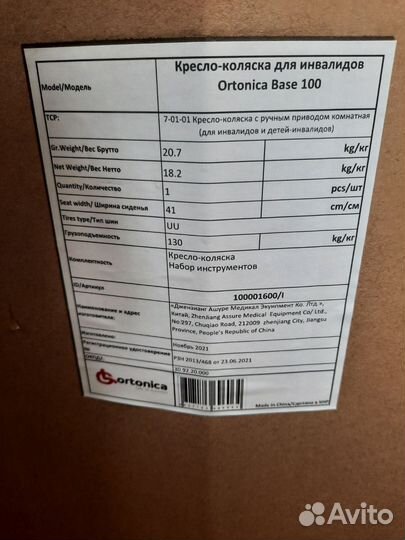 Model/Модель
Кресло-коляска для инвалидов
Ortonica Base 100
ТСР:
7-01-01 Кресло-коляска с ручным приводом комнатная
(для инвалидов и детей-инвалидов)
Gr.Weight/Вес Брутто 20.7 kg/кг
Net Weight/Вес Нетто 18.2 kg/кг
Quantity/Количество 1 pcs/шт
Seat width/ Ширина сиденья 41 cm/см
Tires type/Тип шин UU
Грузоподъемность 130 kg/кг
Комплектность
Кресло-коляска
Набор инструментов
ID/Артикул 100001600/I
Наименование и адрес
изготовителя:
«Дженэианг Ашуре Медикал Экуипмент Ко. Лтд.»,
Китай, ZhenJiang Assure Medical Equipment Co/ Ltd.,
No.297, Chuqiao Road, 212009 zhenjiang City, Jiangsu
Province, People's Republic of China
Изготовлено: Ноябрь 2021
Регистрационное удостоверение
РЗН 2013/468 от 23.06.2021
30.92.20.000
ortonica
Made in China/Сделано в КНР
Avito